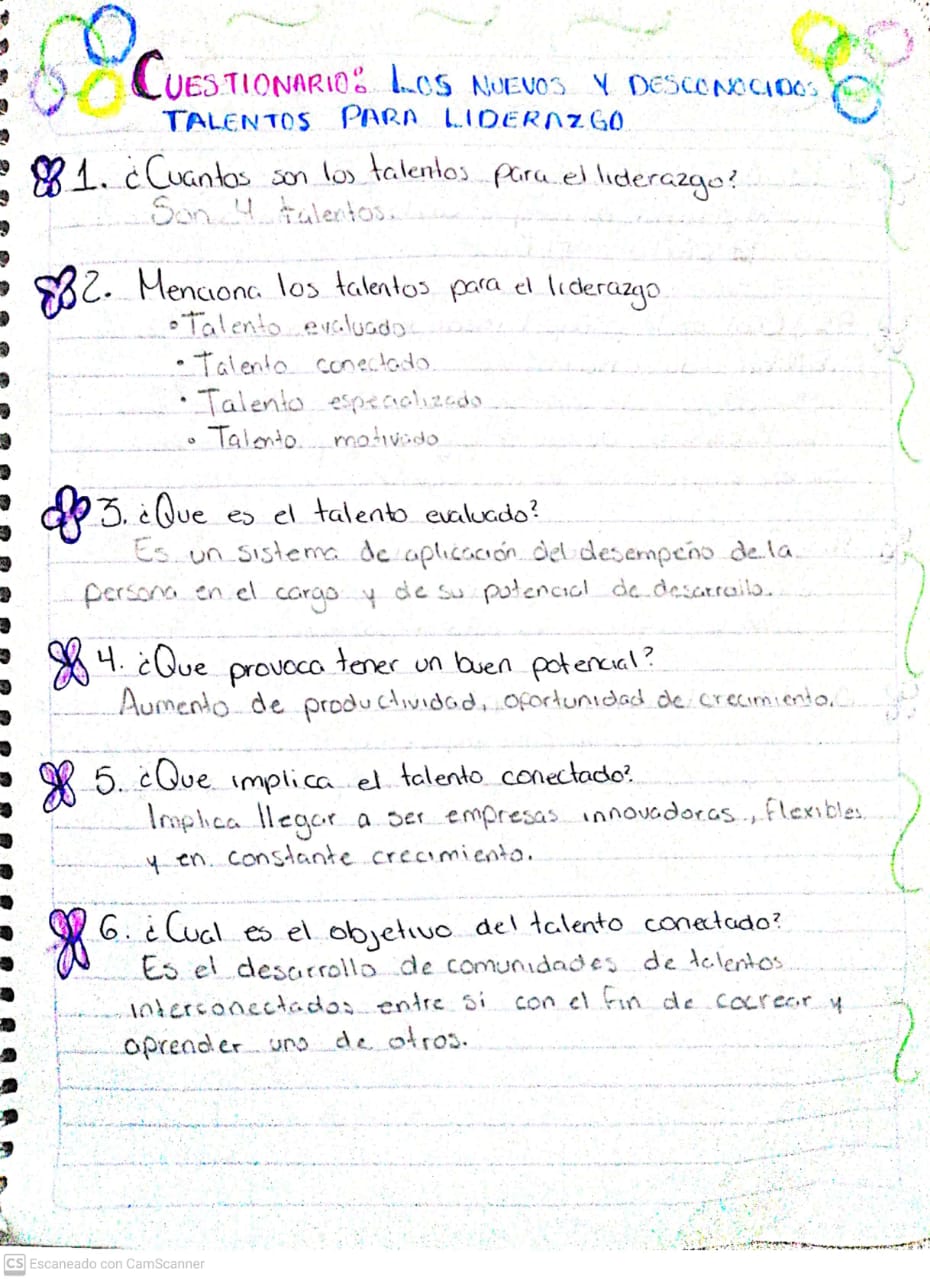 CUESTIONARIO: LOS NUEVOS Y DESCONOCIDOS
TALENTOS PARA LIDERAZGO
1. ¿Cuantos son los talentos para el liderazgo?
Son 4 talentos.
2. Menciona los talentos para el liderazgo
• Talento evaluado
• Talento conectado
• Talento especializado
• Talento motivado
3. ¿Que es el talento evaluado?
Es un sistema de aplicación del desempeño de la
persona en el cargo y de su potencial de desarrollo.
4. ¿Que provoca tener un buen potencial?
Aumento de productividad, oportunidad de crecimiento.
5. ¿Que implica el talento conectado?
Implica llegar a ser empresas innovadoras, flexibles
y en constante crecimiento.
6. ¿Cual es el objetivo del talento conectado?
Es el desarrollo de comunidades de talentos
interconectados entre sí con el fin de cocrear y
aprender uno de otros.
CS Escaneado con CamScanner